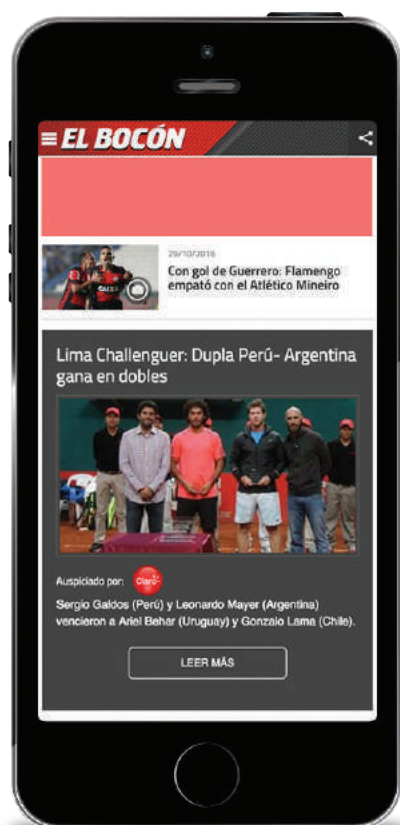 EL BOCÓN
29/10/2016
Con gol de Guerrero: Flamengo
empató con el Atlético Mineiro
CAIXA
Lima Challenguer: Dupla Perú- Argentina
gana en dobles
Auspiciado por:
Claro
Sergio Galdos (Perú) y Leonardo Mayer (Argentina)
vencieron a Ariel Behar (Uruguay) y Gonzalo Lama (Chile).
LEER MÁS